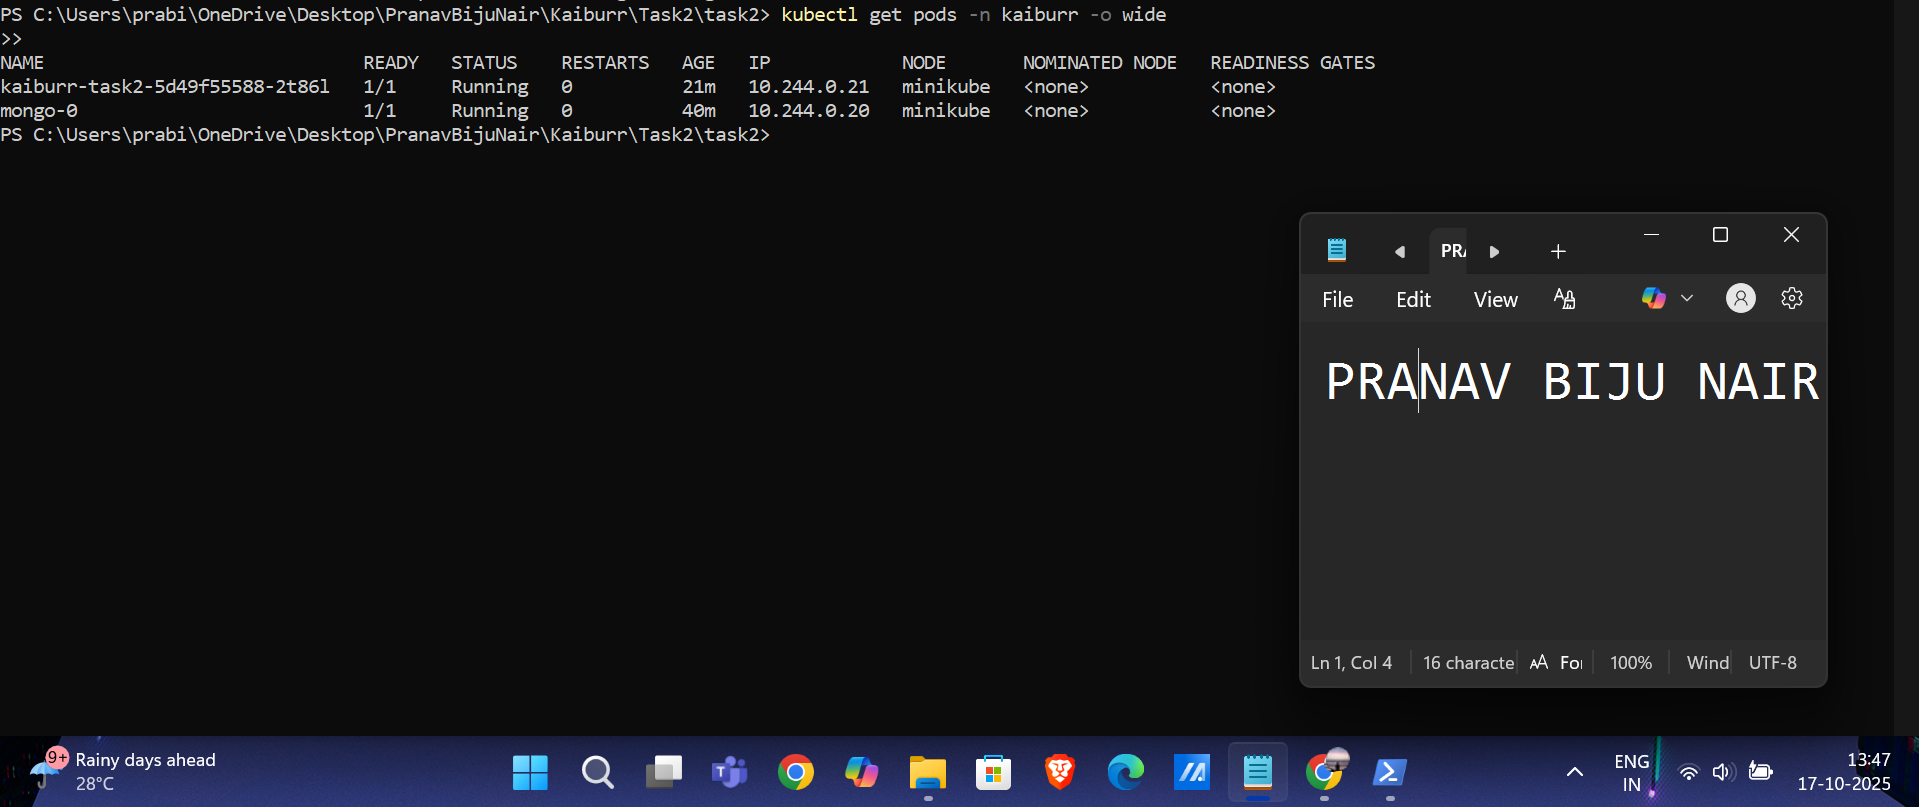 PS C:\Users\prabi\OneDrive\Desktop\PranavBijuNair\Kaiburr\Task2\task2> kubectl get pods -n kaiburr -o wide
>>
NAME READY STATUS RESTARTS AGE IP NODE NOMINATED NODE READINESS GATES
kaiburr-task2-5d49f55588-2t86l 1/1 Running 0 21m 10.244.0.21 minikube <none> <none>
mongo-0 1/1 Running 0 40m 10.244.0.20 minikube <none> <none>
PS C:\Users\prabi\OneDrive\Desktop\PranavBijuNair\Kaiburr\Task2\task2>
PRA
File Edit View
PRANAV BIJU NAIR
Ln 1, Col 4 16 characte Foi 100% Wind UTF-8
9+ Rainy days ahead
28°C
ENG
IN
13:47
17-10-2025